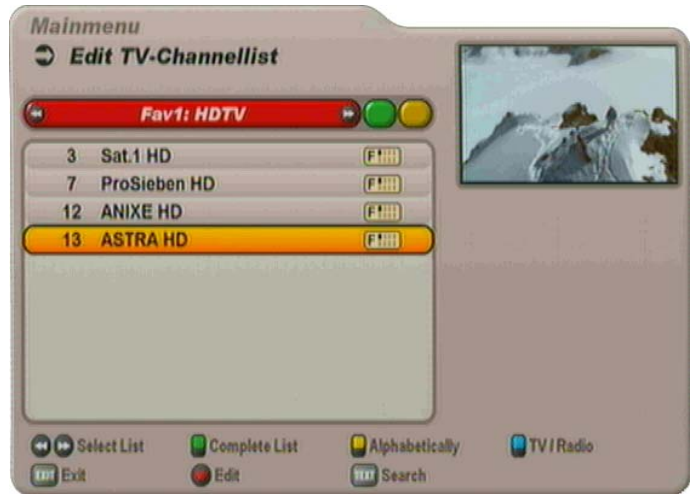 Mainmenu
Edit TV-Channellist
Fav1: HDTV
3 Sat.1 HD F
7 ProSieben HD F
12 ANIXE HD F
13 ASTRA HD F
Select List Complete List Alphabetically TV / Radio
EXIT Exit Edit TEXT Search